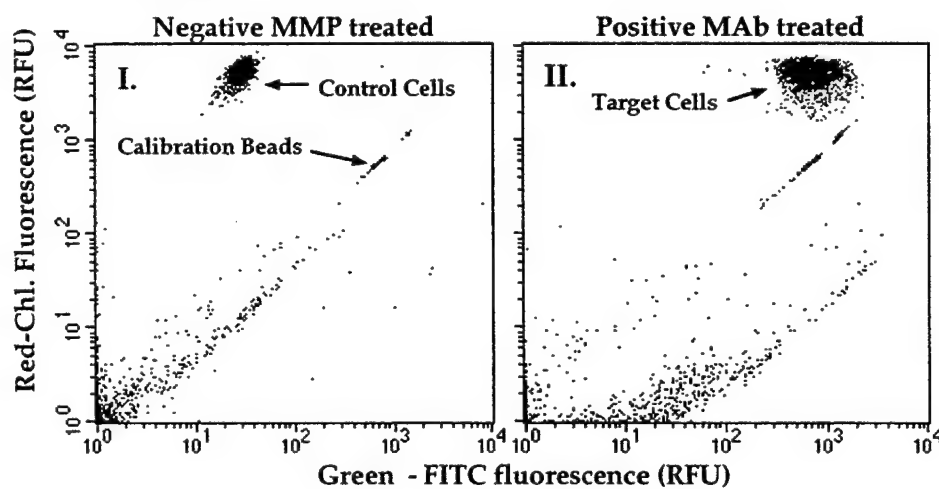 Negative MMP treated
Positive MAb treated
Red-Chl. Fluorescence (RFU)
10^4
10^3
10^2
10^1
10^0
I.
Control Cells
Calibration Beads
II.
Target Cells
10^0 10^1 10^2 10^3 10^4
10^0 10^1 10^2 10^3 10^4
Green - FITC fluorescence (RFU)